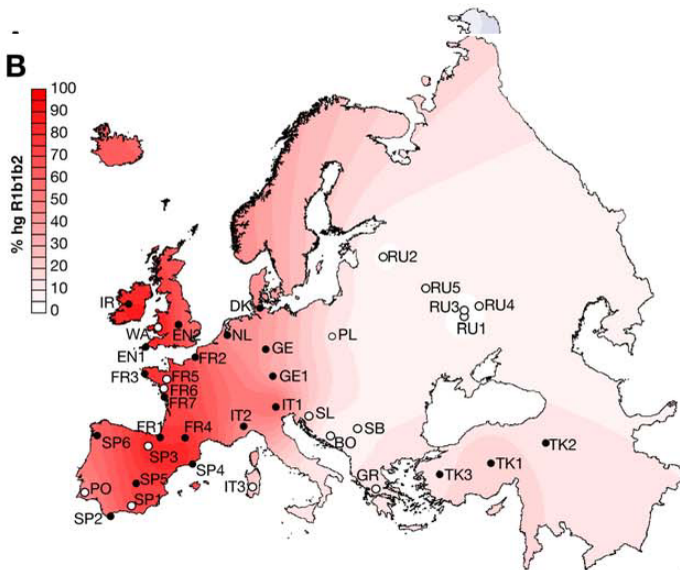 B
% hg R1b1b2
100
90
80
70
60
50
40
30
20
10
0
RU2
RU5
RU3
RU4
RU1
IR
WA
EN2
EN1
DK
NL
PL
GE
FR2
FR3
FR5
GE1
FR6
FR7
IT1
IT2
SL
SB
BO
FR1
FR4
SP6
SP3
SP4
TK2
TK1
TK3
GR
IT3
SP5
PO
SP1
SP2